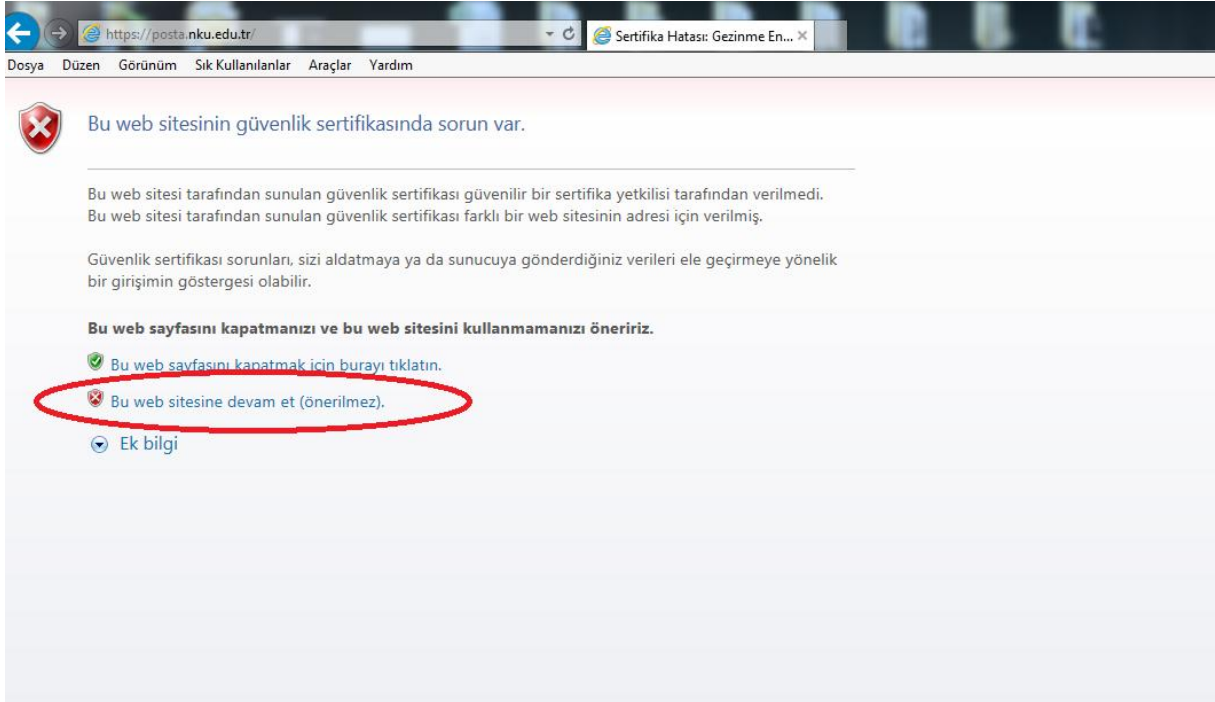 https://posta.nku.edu.tr/
Sertifika Hatası: Gezinme En...
Dosya Düzen Görünüm Sık Kullanılanlar Araçlar Yardım
Bu web sitesinin güvenlik sertifikasında sorun var.
Bu web sitesi tarafından sunulan güvenlik sertifikası güvenilir bir sertifika yetkilisi tarafından verilmedi.
Bu web sitesi tarafından sunulan güvenlik sertifikası farklı bir web sitesinin adresi için verilmiş.
Güvenlik sertifikası sorunları, sizi aldatmaya ya da sunucuya gönderdiğiniz verileri ele geçirmeye yönelik
bir girişimin göstergesi olabilir.
Bu web sayfasını kapatmanızı ve bu web sitesini kullanmamanızı öneririz.
Bu web sayfasını kapatmak için burayı tıklatın.
Bu web sitesine devam et (önerilmez).
Ek bilgi